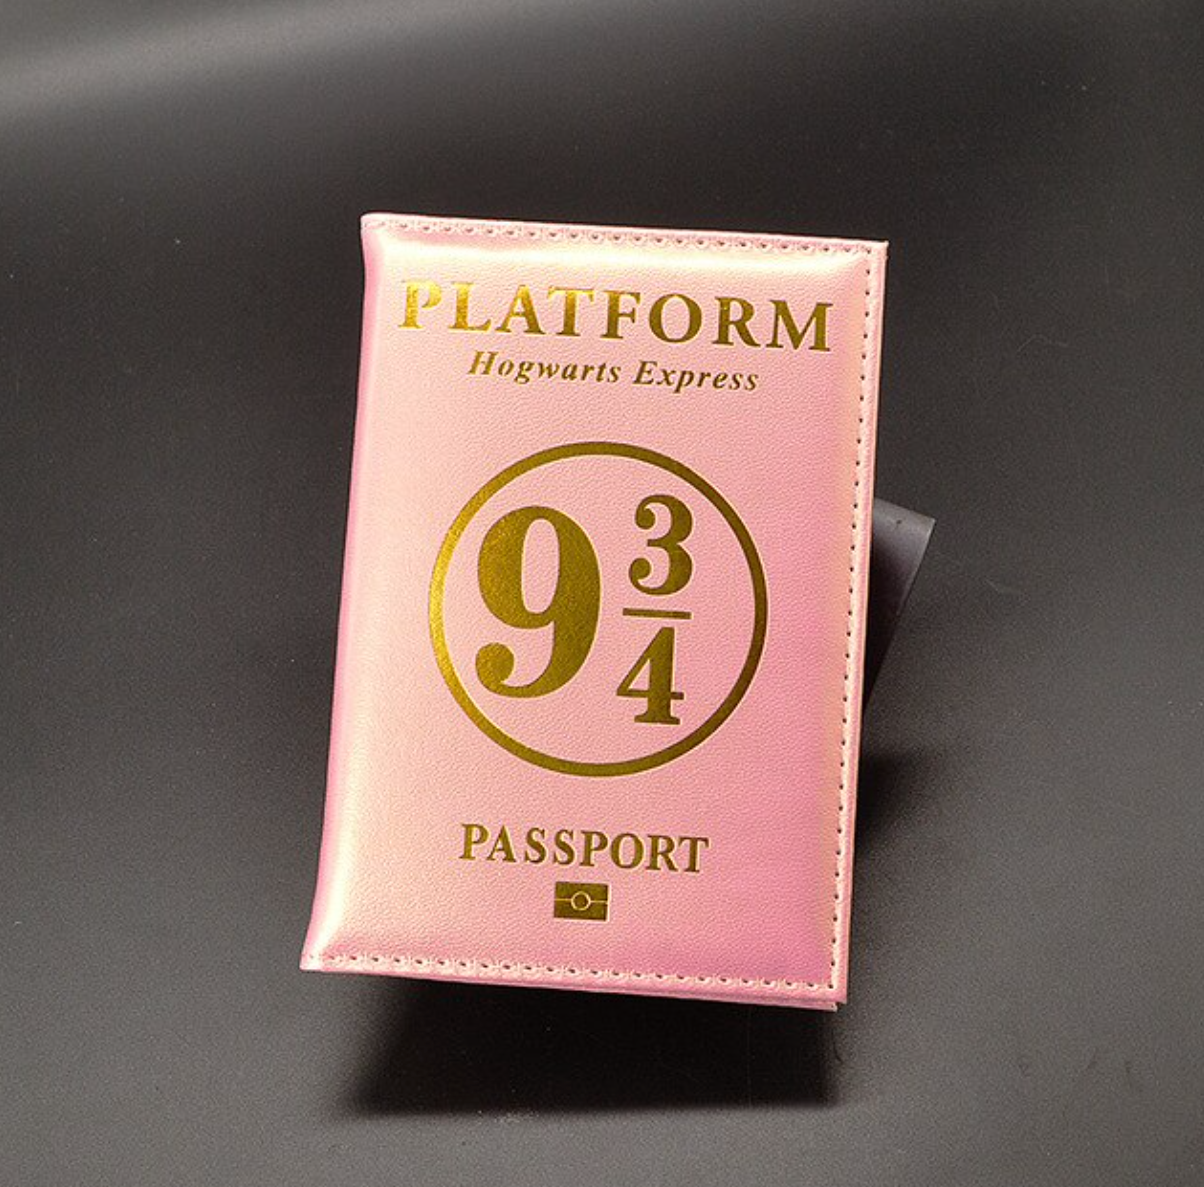 PLATFORM
Hogwarts Express
9 3/4
PASSPORT